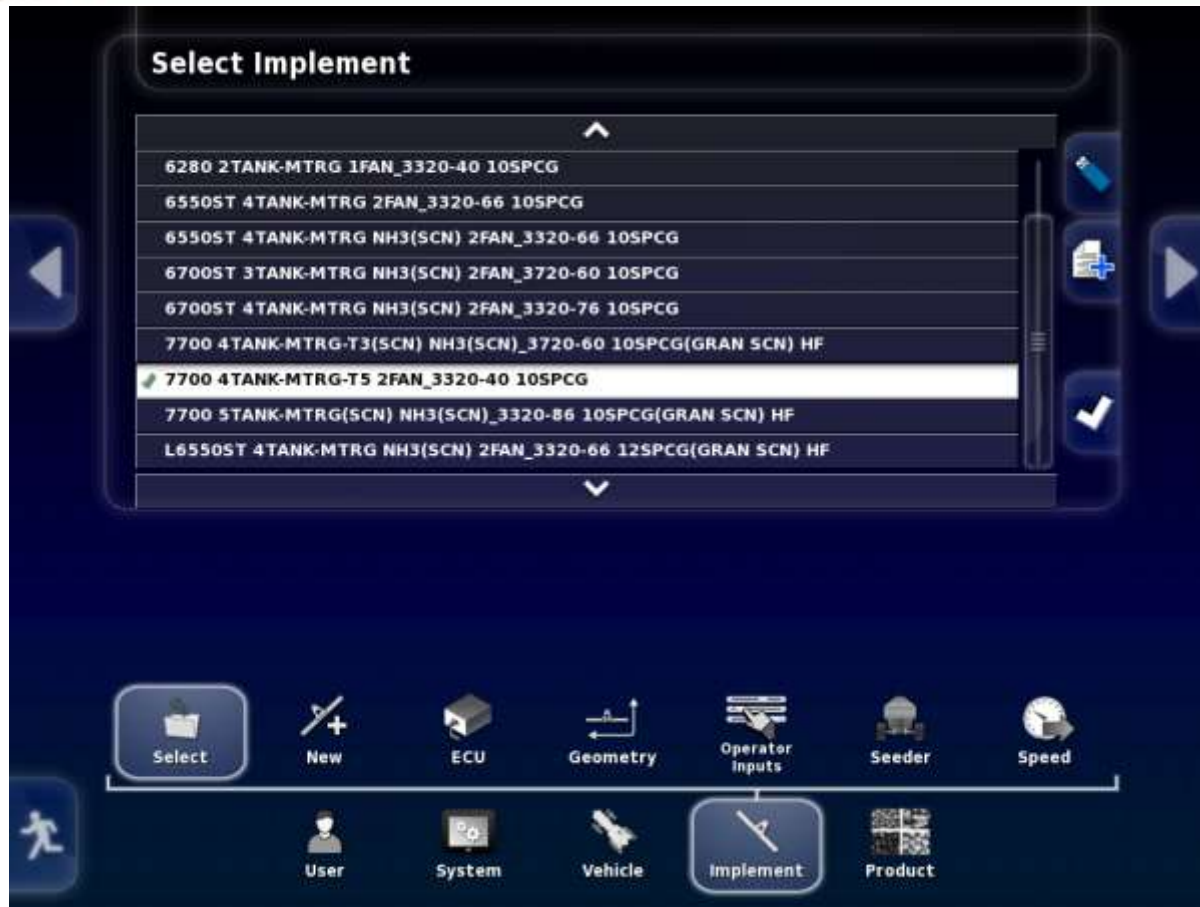 Select Implement
6280 2TANK-MTRG 1FAN_3320-40 10SPCG
6550ST 4TANK-MTRG 2FAN_3320-66 10SPCG
6550ST 4TANK-MTRG NH3(SCN) 2FAN_3320-66 10SPCG
6700ST 3TANK-MTRG NH3(SCN) 2FAN_3720-60 10SPCG
6700ST 4TANK-MTRG NH3(SCN) 2FAN_3320-76 10SPCG
7700 4TANK-MTRG-T3(SCN) NH3(SCN)_3720-60 10SPCG(GRAN SCN) HF
7700 4TANK-MTRG-T5 2FAN_3320-40 10SPCG
7700 5TANK-MTRG(SCN) NH3(SCN)_3320-86 10SPCG(GRAN SCN) HF
L6550ST 4TANK-MTRG NH3(SCN) 2FAN_3320-66 12SPCG(GRAN SCN) HF
Select
New
ECU
Geometry
Operator
Inputs
Seeder
Speed
User
System
Vehicle
Implement
Product